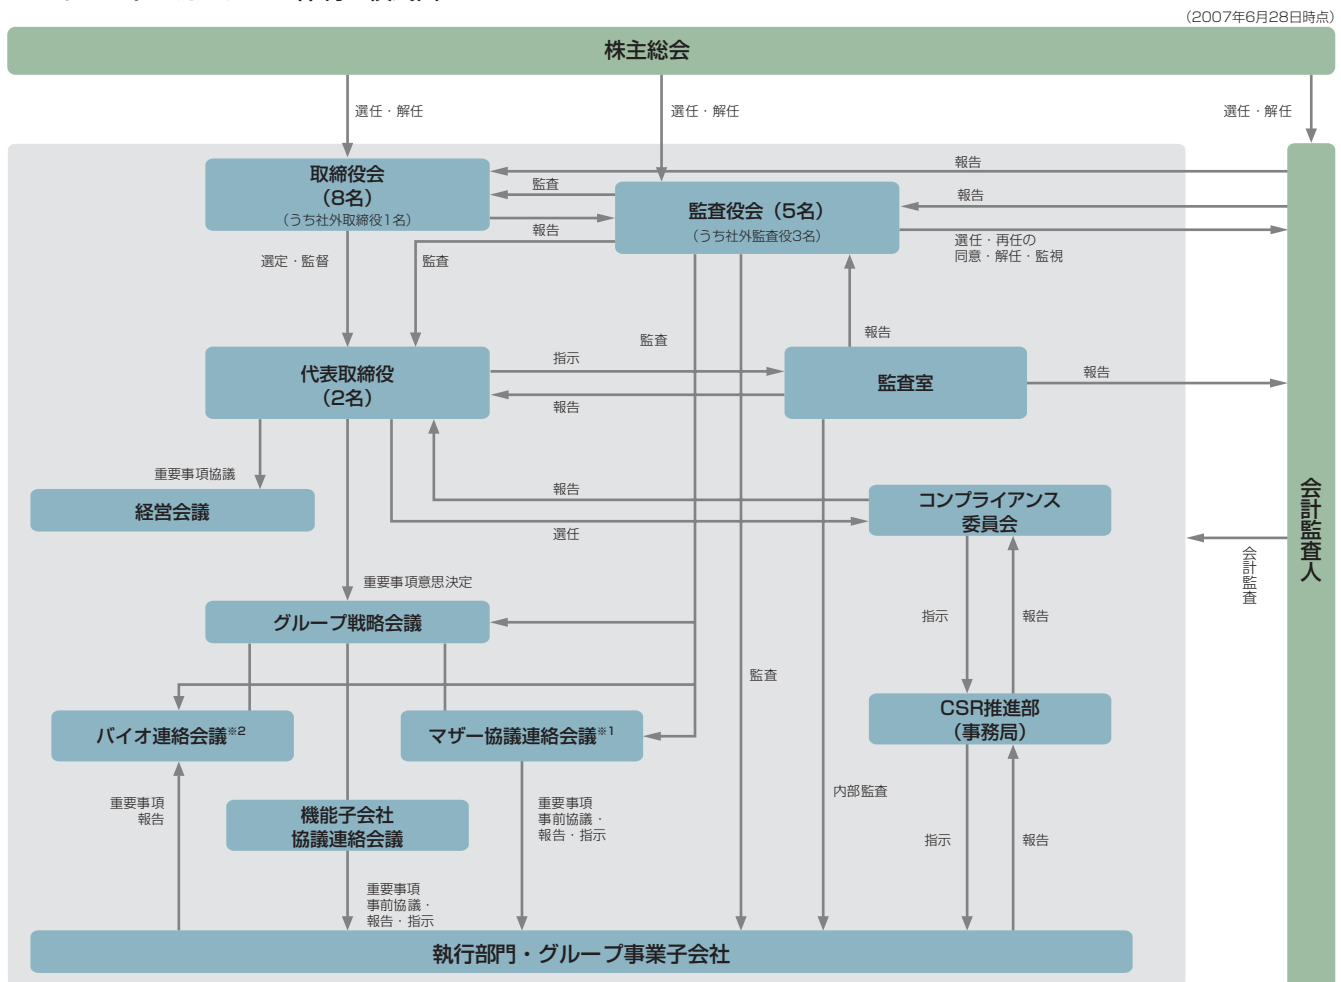 （2007年6月28日時点）
株主総会
選任・解任
選任・解任
選任・解任
取締役会
（8名）
（うち社外取締役1名）
監査
報告
監査役会（5名）
（うち社外監査役3名）
報告
報告
選任・再任の
同意・解任・監視
選定・監督
監査
監査
報告
代表取締役
（2名）
指示
報告
監査室
報告
重要事項協議
経営会議
報告
選任
コンプライアンス
委員会
会計監査人
会計監査
重要事項意思決定
グループ戦略会議
指示
報告
監査
バイオ連絡会議※2
マザー協議連絡会議※1
CSR推進部
（事務局）
重要事項
報告
機能子会社
協議連絡会議
重要事項
事前協議・
報告・指示
内部監査
指示
報告
重要事項
事前協議・
報告・指示
執行部門・グループ事業子会社